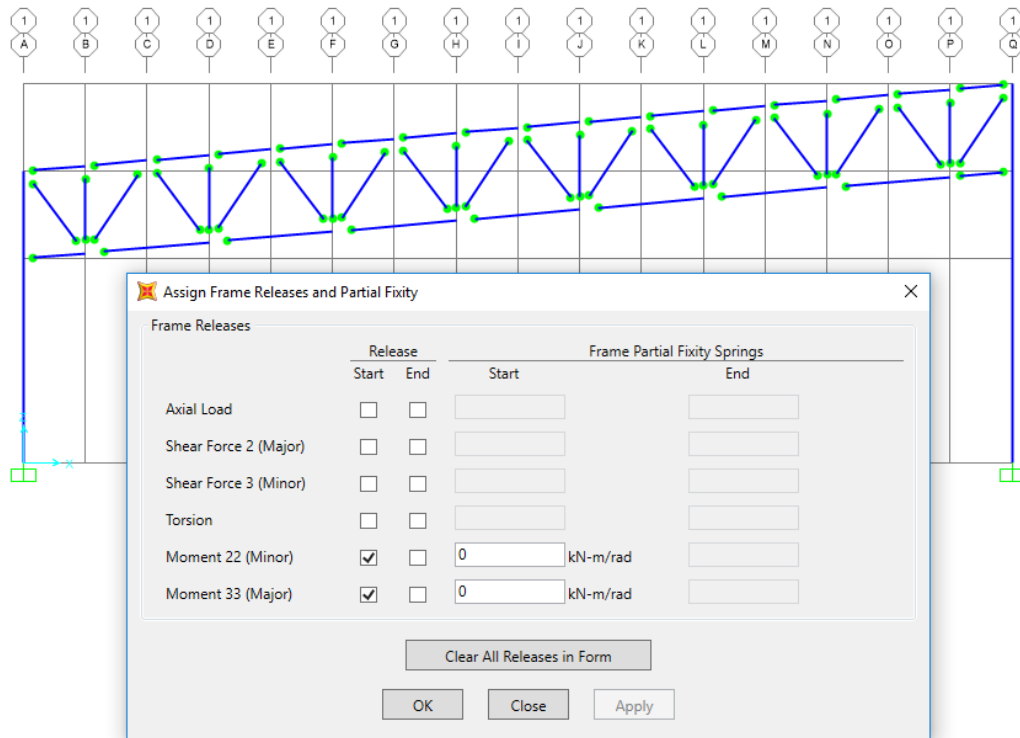 1 1 1 1 1 1 1 1 1 1 1 1 1 1 1 1 1
A B C D E F G H I J K L M N O P Q
Assign Frame Releases and Partial Fixity
Frame Releases
Release Frame Partial Fixity Springs
Start End Start End
Axial Load
Shear Force 2 (Major)
Shear Force 3 (Minor)
Torsion
Moment 22 (Minor) 0 kN-m/rad
Moment 33 (Major) 0 kN-m/rad
X
Clear All Releases in Form
OK Close Apply